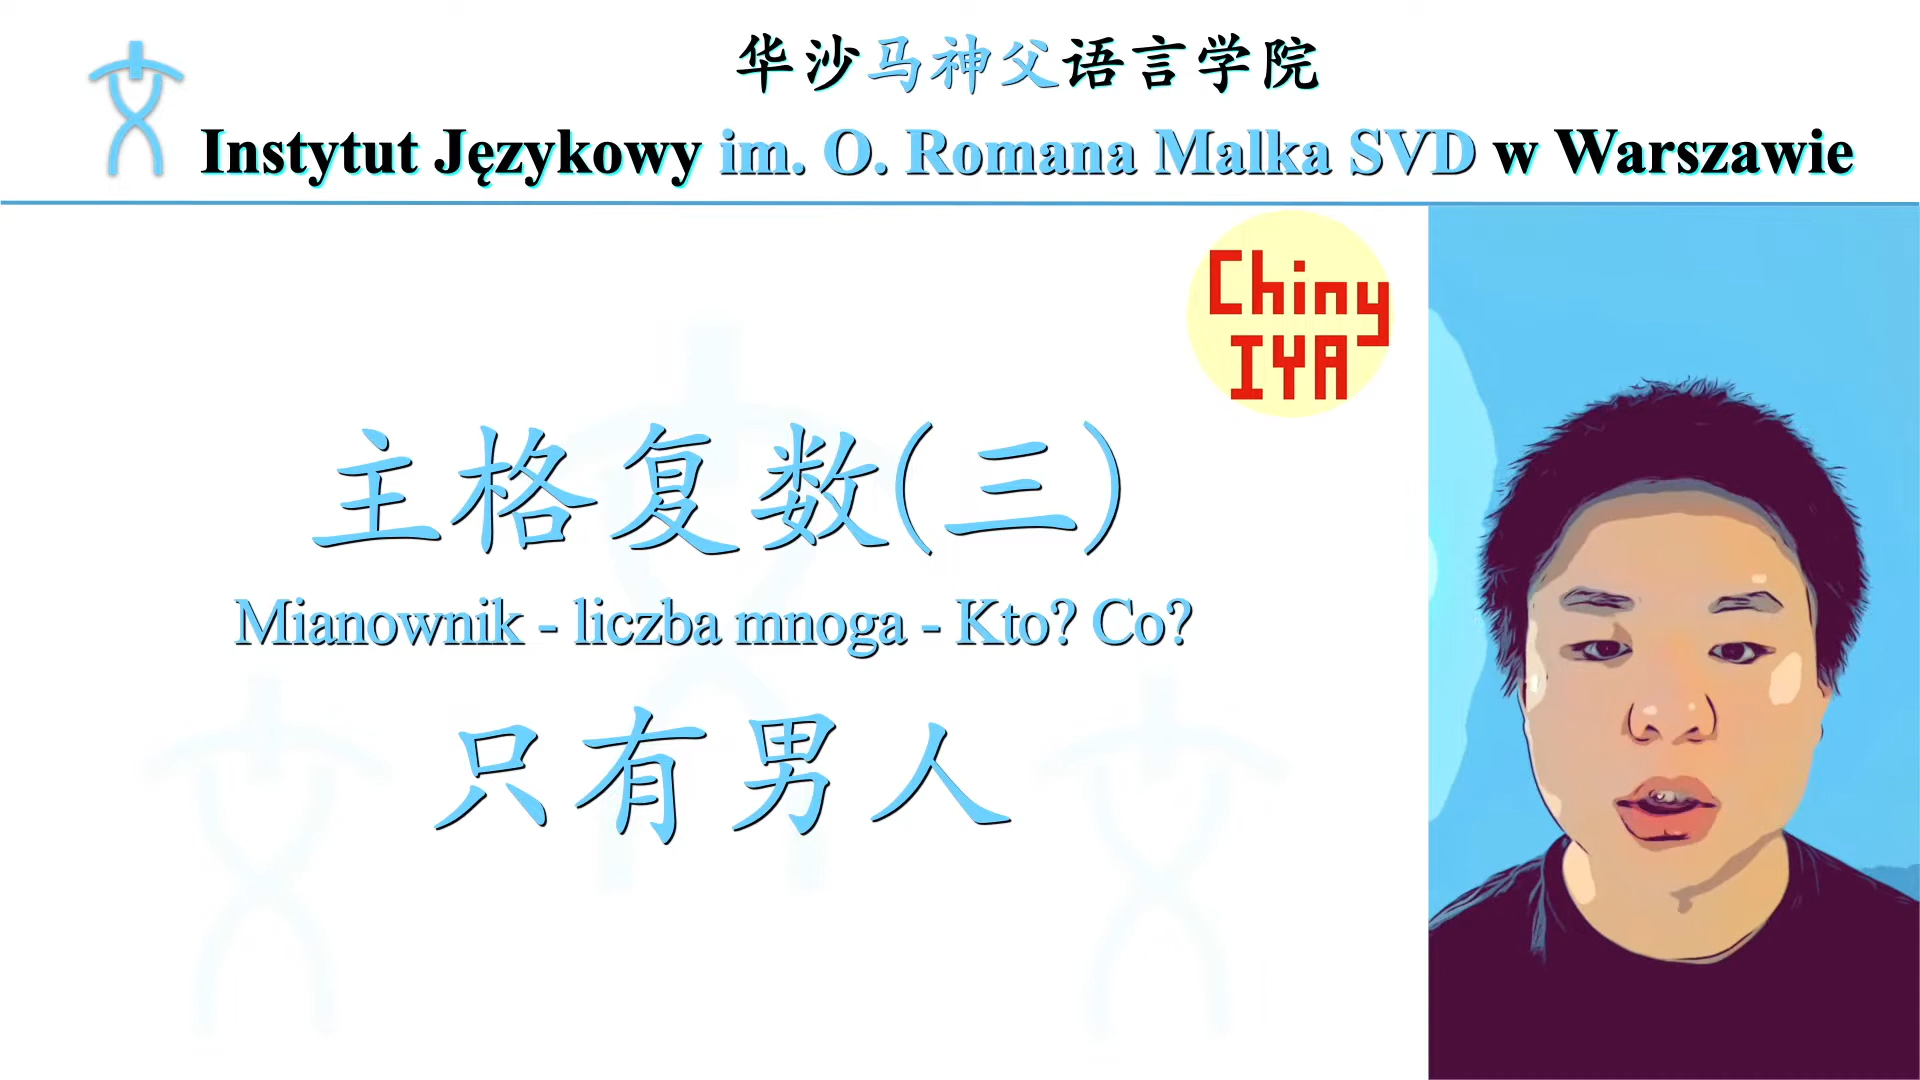 华沙马神父语言学院
Instytut Językowy im. O. Romana Malka SVD w Warszawie
Chiny
IYA
主格复数(三)
Mianownik - liczba mnoga - Kto? Co?
只有男人